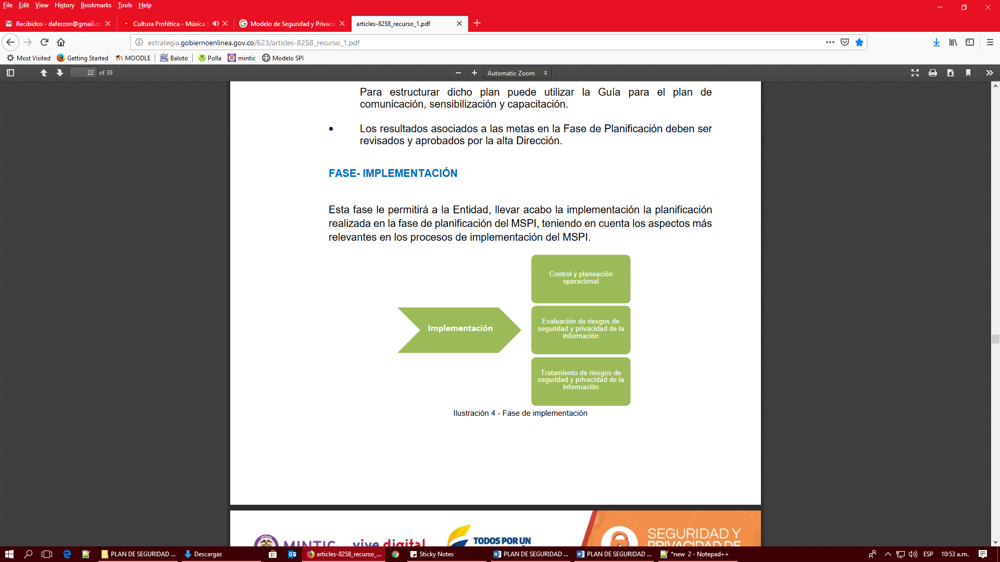 File Edit View History Bookmarks Tools Help
Recibidos - daferzon@gmail.co
Cultura Profética - Música S
Modelo de Seguridad y Privaci
articles-8258_recurso_1.pdf
estrategia.gobiernoenlinea.gov.co/623/articles-8258_recurso_1.pdf
Most Visited Getting Started MOODLE Baloto Polla mintic Modelo SPI
22 of 39
Automatic Zoom
Para estructurar dicho plan puede utilizar la Guía para el plan de
comunicación, sensibilización y capacitación.
• Los resultados asociados a las metas en la Fase de Planificación deben ser
revisados y aprobados por la alta Dirección.
FASE- IMPLEMENTACIÓN
Esta fase le permitirá a la Entidad, llevar acabo la implementación la planificación
realizada en la fase de planificación del MSPI, teniendo en cuenta los aspectos más
relevantes en los procesos de implementación del MSPI.
Implementación
Control y planeación
operacional
Evaluación de riesgos de
seguridad y privacidad de la
información
Tratamiento de riesgos de
seguridad y privacidad de la
información
Ilustración 4 - Fase de implementación
MINTIC
vive digital
TODOS POR UN
SEGURIDAD Y
PRIVACIDAD DE
PLAN DE SEGURIDAD ...
Descargas
articles-8258_recurso_...
Sticky Notes
PLAN DE SEGURIDAD ...
PLAN DE SEGURIDAD ...
*new 2 - Notepad++
ESP
10:53 a.m.